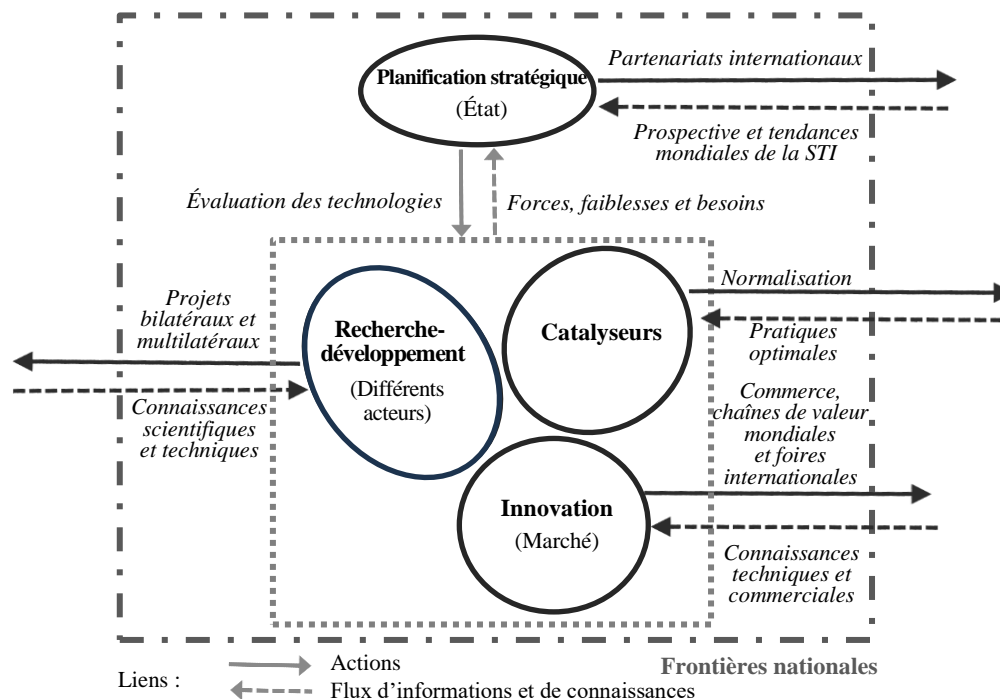 Partenariats internationaux
Planification stratégique
(État)
Prospective et tendances
mondiales de la STI
Évaluation des technologies
Forces, faiblesses et besoins
Projets
bilatéraux et
multilatéraux
Connaissances
scientifiques
et techniques
Recherche-
développement
(Différents
acteurs)
Catalyseurs
Normalisation
Pratiques
optimales
Commerce,
chaînes de valeur
mondiales
et foires
internationales
Innovation
(Marché)
Connaissances
techniques et
commerciales
Frontières nationales
Liens :
Actions
Flux d’informations et de connaissances